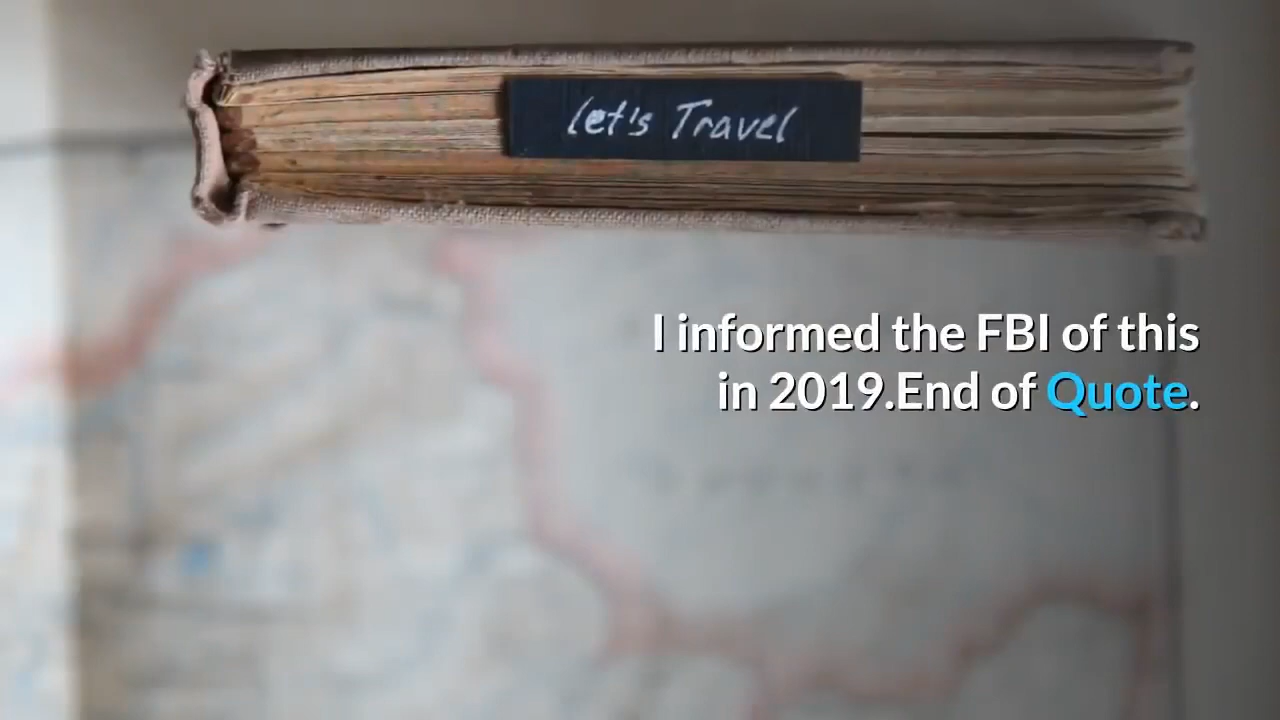 let's Travel
I informed the FBI of this
in 2019.End of Quote.